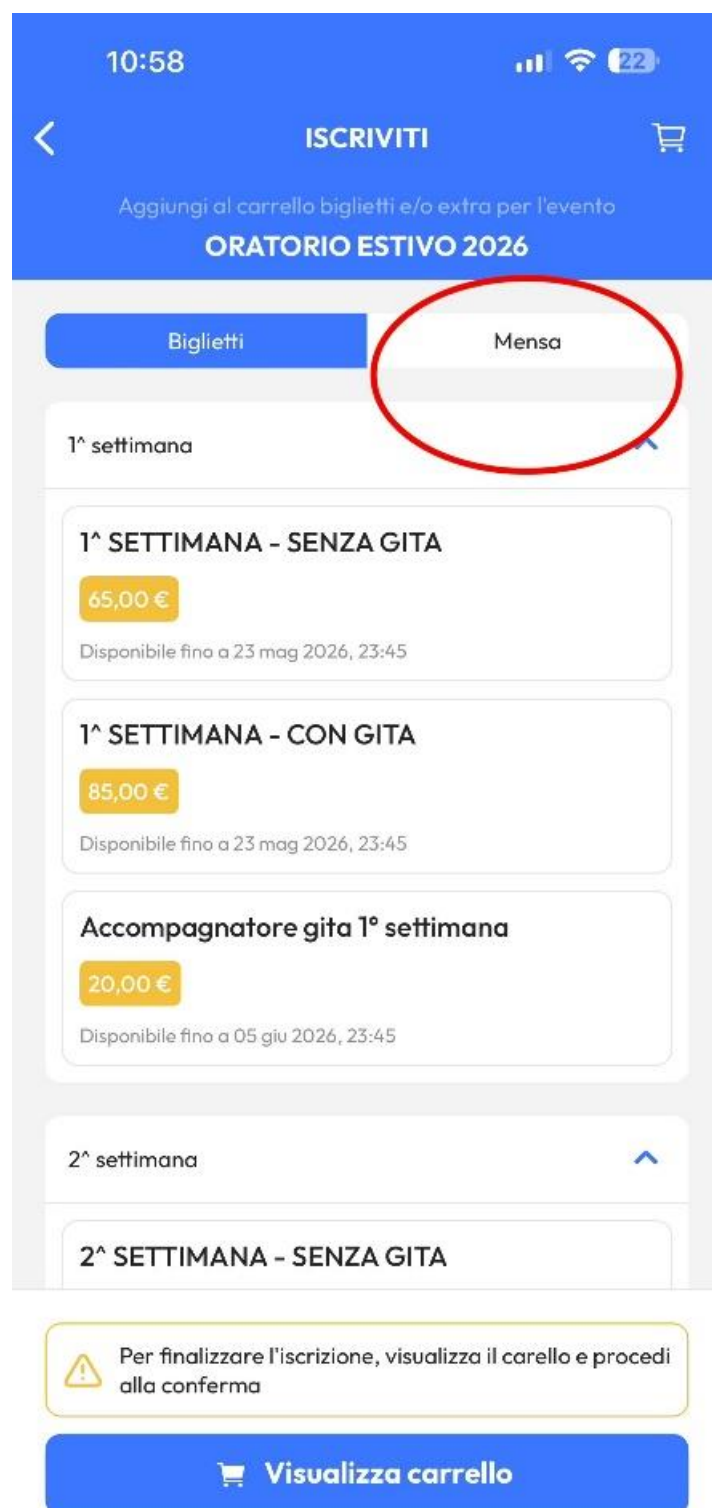 10:58
22
ISCRIVITI
Aggiungi al carrello biglietti e/o extra per l'evento
ORATORIO ESTIVO 2026
Biglietti
Mensa
1^ settimana
1^ SETTIMANA - SENZA GITA
65,00 €
Disponibile fino a 23 mag 2026, 23:45
1^ SETTIMANA - CON GITA
85,00 €
Disponibile fino a 23 mag 2026, 23:45
Accompagnatore gita 1° settimana
20,00 €
Disponibile fino a 05 giu 2026, 23:45
2^ settimana
2^ SETTIMANA - SENZA GITA
Per finalizzare l'iscrizione, visualizza il carello e procedi
alla conferma
Visualizza carrello